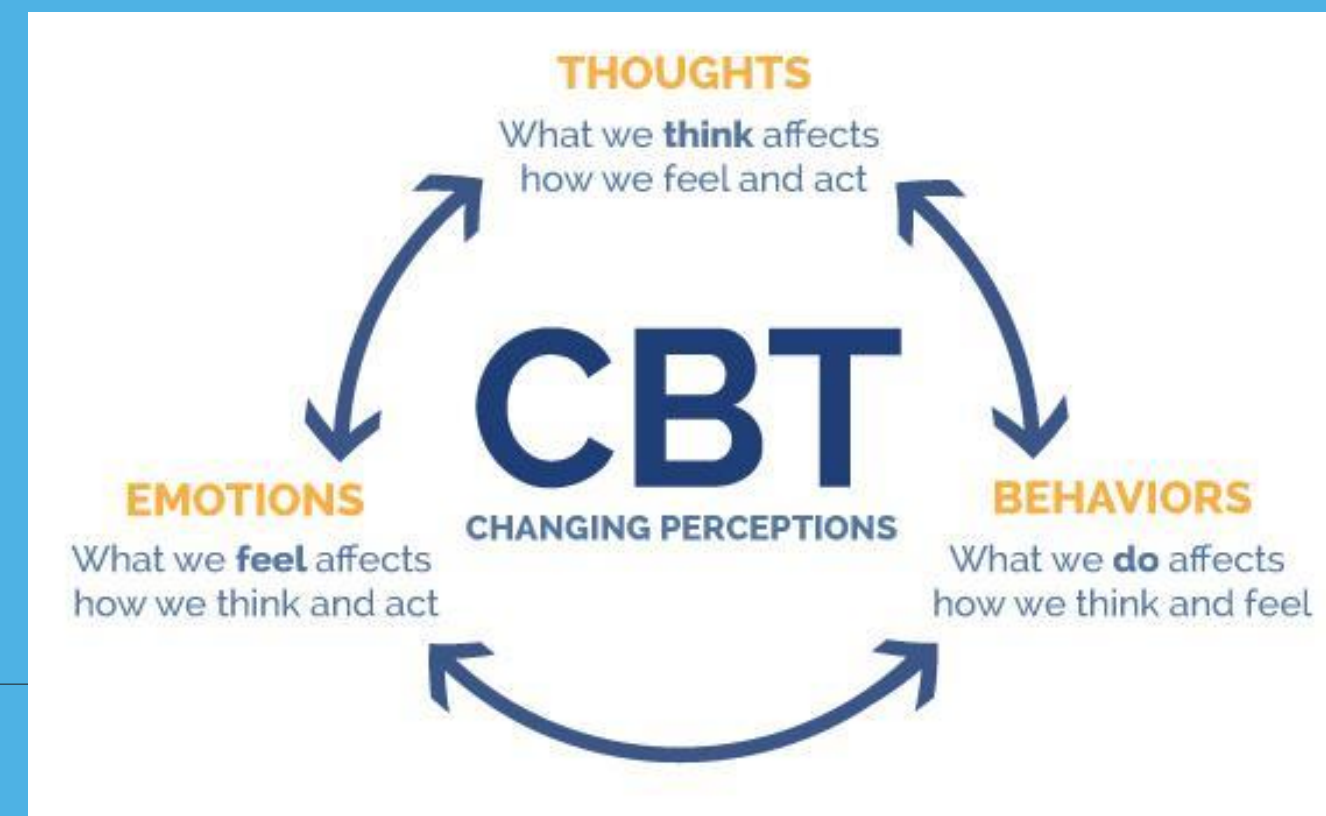 THOUGHTS
What we think affects
how we feel and act
CBT
CHANGING PERCEPTIONS
EMOTIONS
What we feel affects
how we think and act
BEHAVIORS
What we do affects
how we think and feel